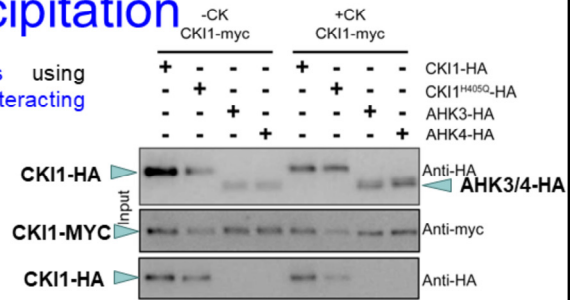 cipitation
s using
teracting
-CK
CKI1-myc
+CK
CKI1-myc
+ - - - + - - - CKI1-HA
- + - - - + - - CKI1H405Q-HA
- - + - - - + - AHK3-HA
- - - + - - - + AHK4-HA
CKI1-HA
Anti-HA
AHK3/4-HA
Input
CKI1-MYC
Anti-myc
CKI1-HA
Anti-HA